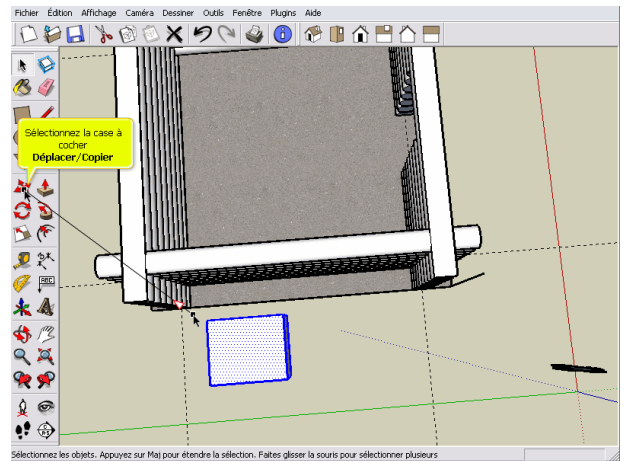 Fichier Édition Affichage Caméra Dessiner Outils Fenêtre Plugins Aide
Sélectionnez la case à
cocher
Déplacer/Copier
ABC
Sélectionnez les objets. Appuyez sur Maj pour étendre la sélection. Faites glisser la souris pour sélectionner plusieurs